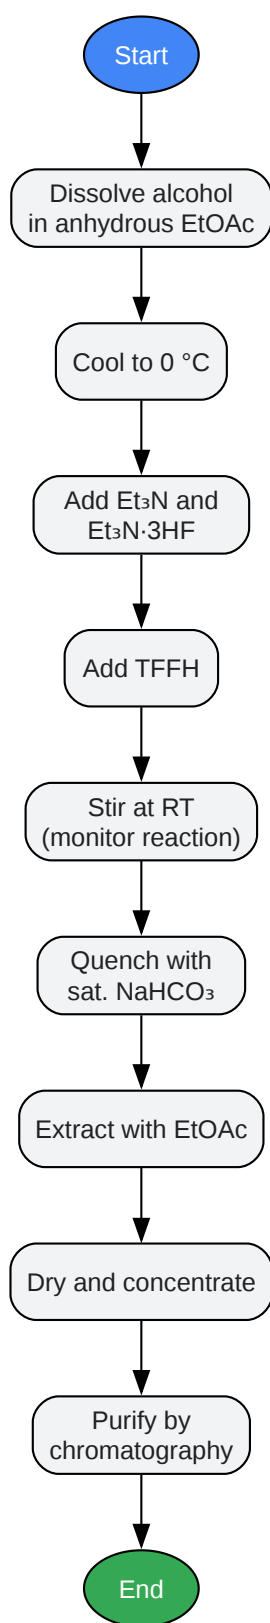 Start
Dissolve alcohol
in anhydrous EtOAc
Cool to 0 °C
Add Et₃N and
Et₃N·3HF
Add TFFH
Stir at RT
(monitor reaction)
Quench with
sat. NaHCO₃
Extract with EtOAc
Dry and concentrate
Purify by
chromatography
End